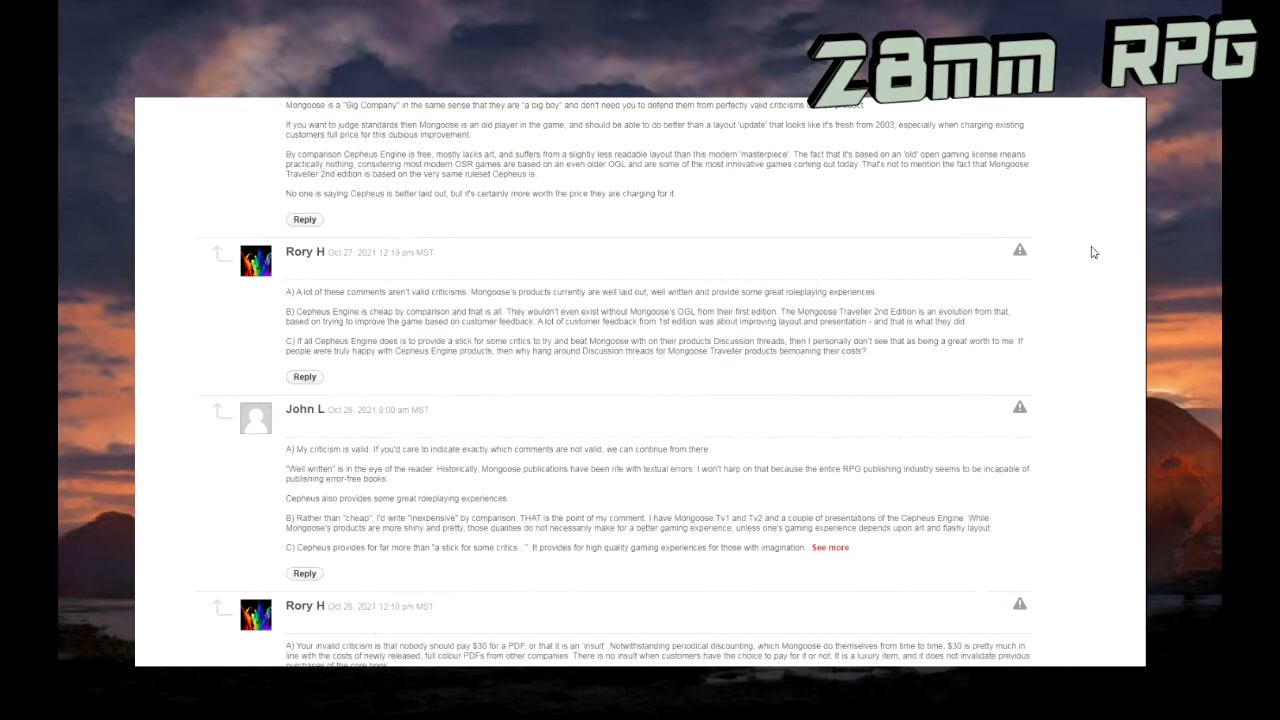 28mm RPG
Mongoose is a "Big Company" in the same sense that they are "a big boy" and don't need you to defend them from perfectly valid criticisms
If you want to judge standards then Mongoose is an old player in the game, and should be able to do better than a layout 'update' that looks like it's fresh from 2003, especially when charging existing
customers full price for this dubious improvement.
By comparison Cepheus Engine is free, mostly lacks art, and suffers from a slightly less readable layout than this modern 'masterpiece'. The fact that it's based on an 'old' open gaming license means
practically nothing, considering most modern OSR games are based on an even older OGL and are some of the most innovative games coming out today. That's not to mention the fact that Mongoose
Traveller 2nd edition is based on the very same ruleset Cepheus is.
No one is saying Cepheus is better laid out, but it's certainly more worth the price they are charging for it.
Reply
Rory H Oct 27, 2021 12:19 pm MST
A) A lot of these comments aren't valid criticisms. Mongoose's products currently are well laid out, well written and provide some great roleplaying experiences.
B) Cepheus Engine is cheap by comparison and that is all. They wouldn't even exist without Mongoose's OGL from their first edition. The Mongoose Traveller 2nd Edition is an evolution from that,
based on trying to improve the game based on customer feedback. A lot of customer feedback from 1st edition was about improving layout and presentation - and that is what they did.
C) If all Cepheus Engine does is to provide a stick for some critics to try and beat Mongoose with on their products Discussion threads, then I personally don't see that as being a great worth to me. If
people were truly happy with Cepheus Engine products, then why hang around Discussion threads for Mongoose Traveller products bemoaning their costs?
Reply
John L Oct 28, 2021 8:00 am MST
A) My criticism is valid. If you'd care to indicate exactly which comments are not valid, we can continue from there.
"Well written" is in the eye of the reader. Historically, Mongoose publications have been rife with textual errors. I won't harp on that because the entire RPG publishing industry seems to be incapable of
publishing error-free books.
Cepheus also provides some great roleplaying experiences.
B) Rather than "cheap", I'd write "inexpensive" by comparison. THAT is the point of my comment. I have Mongoose Tv1 and Tv2 and a couple of presentations of the Cepheus Engine. While
Mongoose's products are more shiny and pretty, those qualities do not necessarily make for a better gaming experience, unless one's gaming experience depends upon art and flashy layout.
C) Cepheus provides for far more than "a stick for some critics...". It provides for high quality gaming experiences for those with imagination... See more
Reply
Rory H Oct 28, 2021 12:18 pm MST
A) Your invalid criticism is that nobody should pay $30 for a PDF, or that it is an 'insult'. Notwithstanding periodical discounting, which Mongoose do themselves from time to time, $30 is pretty much in
line with the costs of newly released, full colour PDFs from other companies. There is no insult when customers have the choice to pay for it or not. It is a luxury item, and it does not invalidate previous
purchases of the core book.